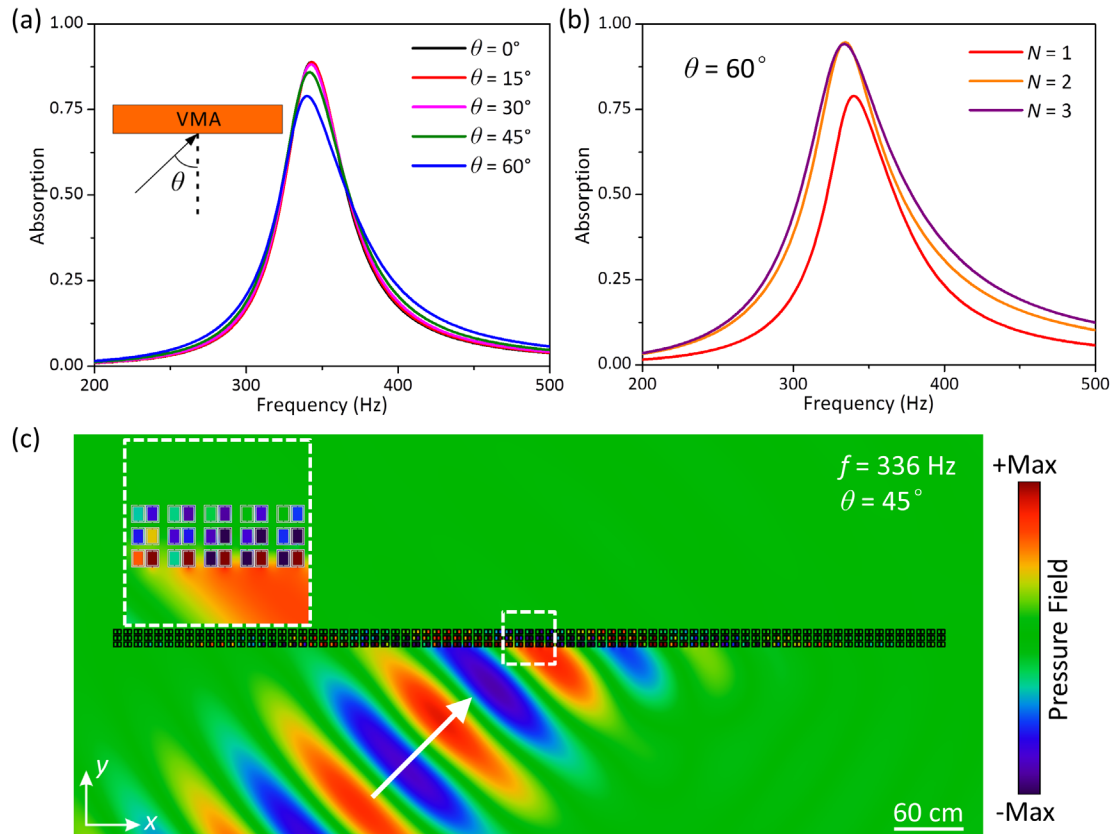 (a)
1.00
0.75
0.50
0.25
0.00
Absorption
200
300
400
500
Frequency (Hz)
θ = 0°
θ = 15°
θ = 30°
θ = 45°
θ = 60°
VMA
θ
(b)
1.00
0.75
0.50
0.25
0.00
Absorption
200
300
400
500
Frequency (Hz)
θ = 60°
N = 1
N = 2
N = 3
(c)
f = 336 Hz
θ = 45°
y
x
60 cm
+Max
Pressure Field
-Max